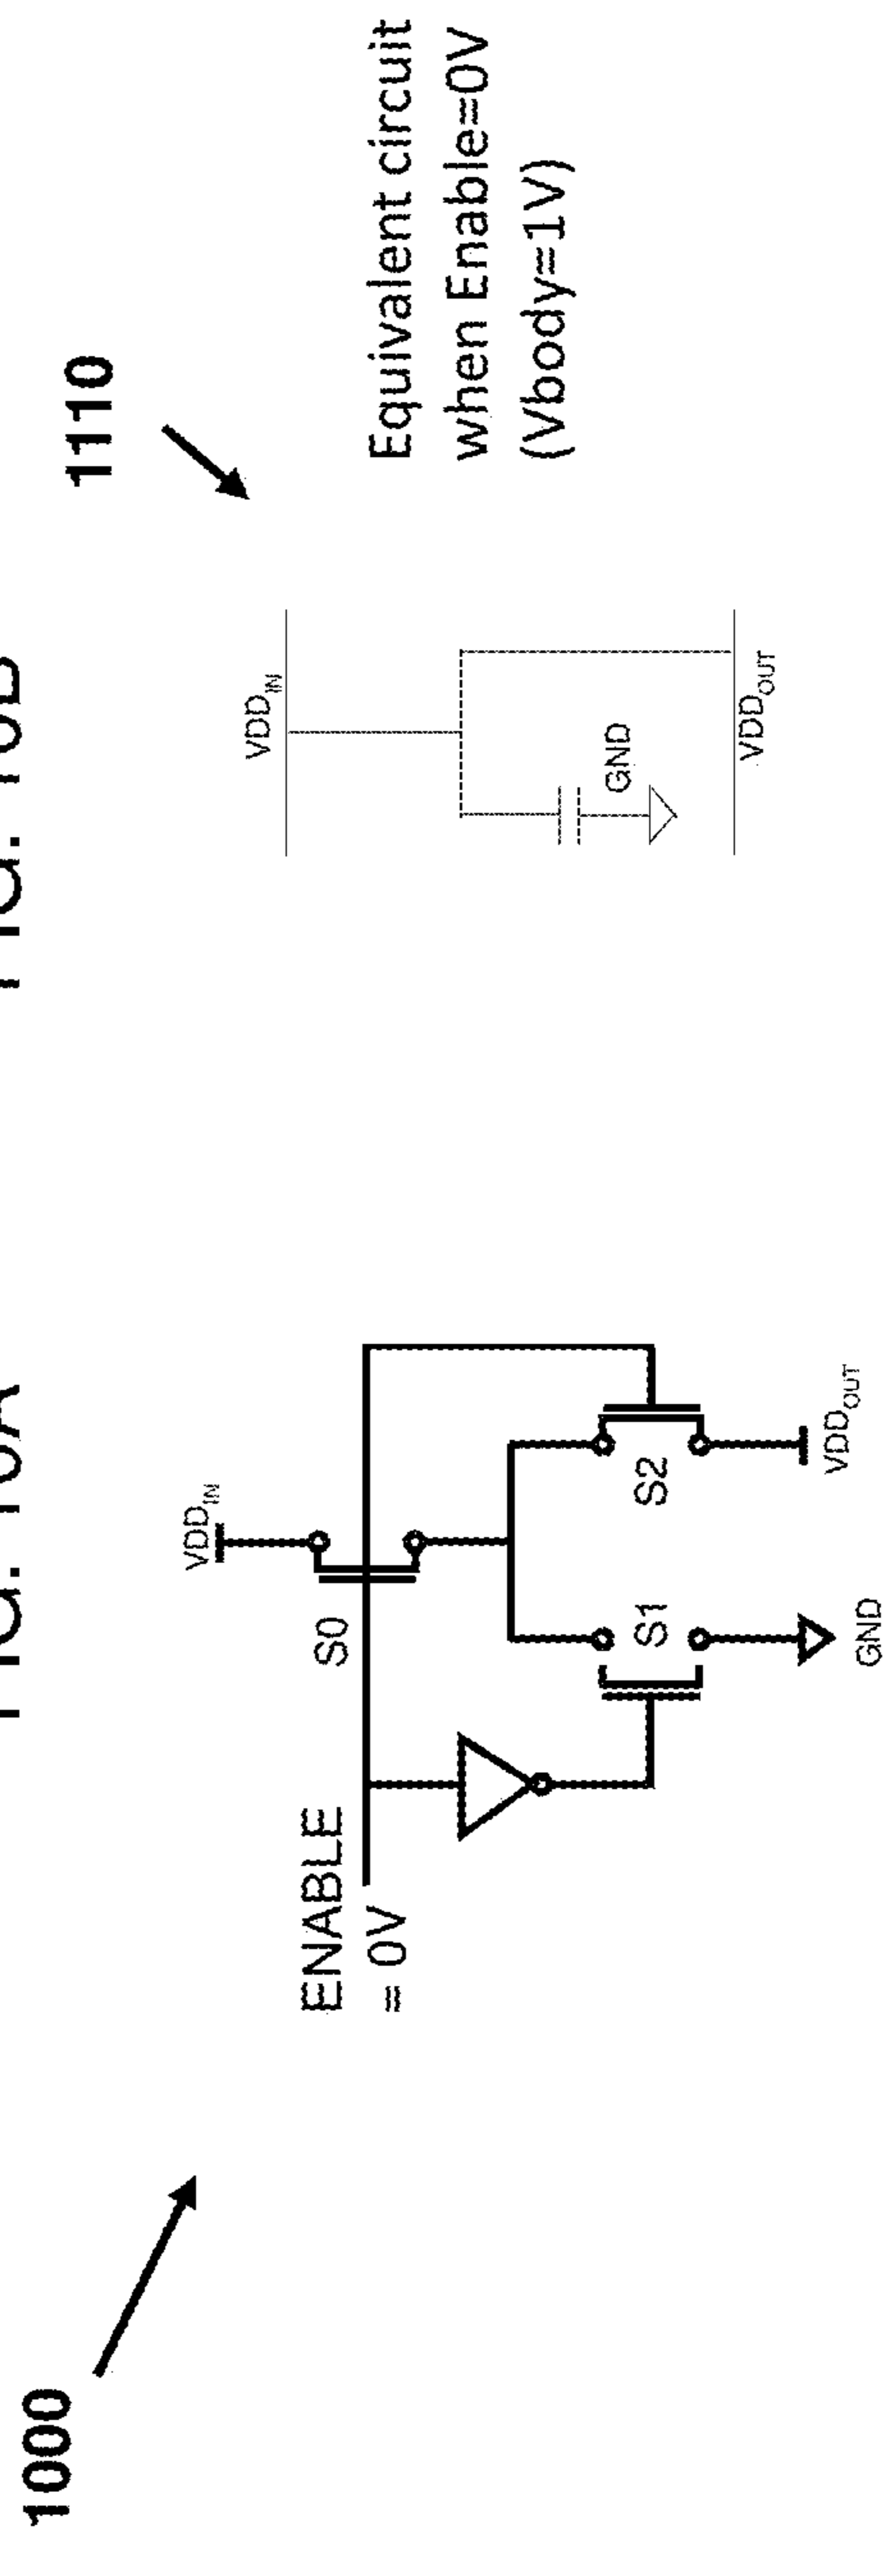 1000
ENABLE
= 0V
VDD_IN
S0
S1
S2
GND
VDD_OUT
1110
VDD_IN
GND
VDD_OUT
Equivalent circuit
when Enable=0V
(Vbody=1V)